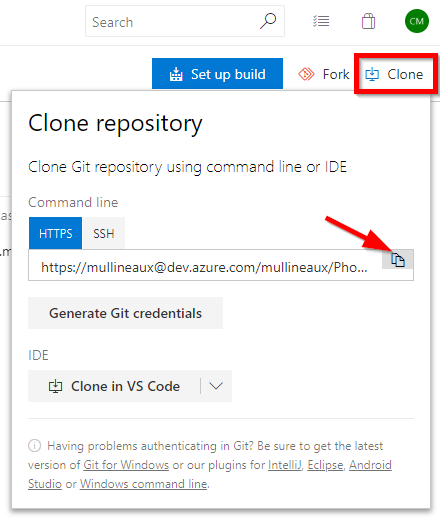 Search
CM
Set up build
Fork
Clone
Clone repository
Clone Git repository using command line or IDE
as
Command line
HTTPS
SSH
.m
https://mullineaux@dev.azure.com/mullineaux/Pho...
Generate Git credentials
IDE
Clone in VS Code
Having problems authenticating in Git? Be sure to get the latest
version of Git for Windows or our plugins for IntelliJ, Eclipse, Android
Studio or Windows command line.